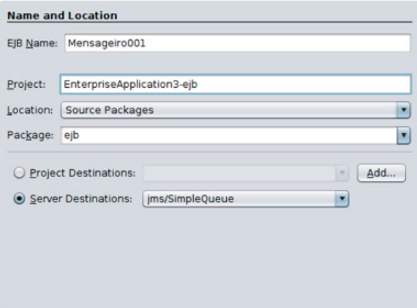 Name and Location
EJB Name: Mensageiro001
Project: EnterpriseApplication3-ejb
Location: Source Packages
Package: ejb
Project Destinations: Add...
Server Destinations: jms/SimpleQueue